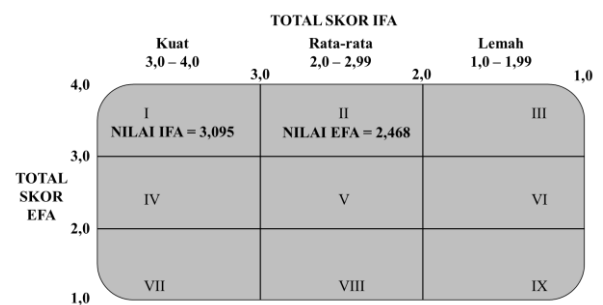 TOTAL SKOR IFA
Kuat Rata-rata Lemah
3,0 – 4,0 2,0 – 2,99 1,0 – 1,99
4,0 3,0 2,0 1,0
I II III
NILAI IFA = 3,095 NILAI EFA = 2,468
3,0
TOTAL
SKOR
EFA
IV V VI
2,0
VII VIII IX
1,0